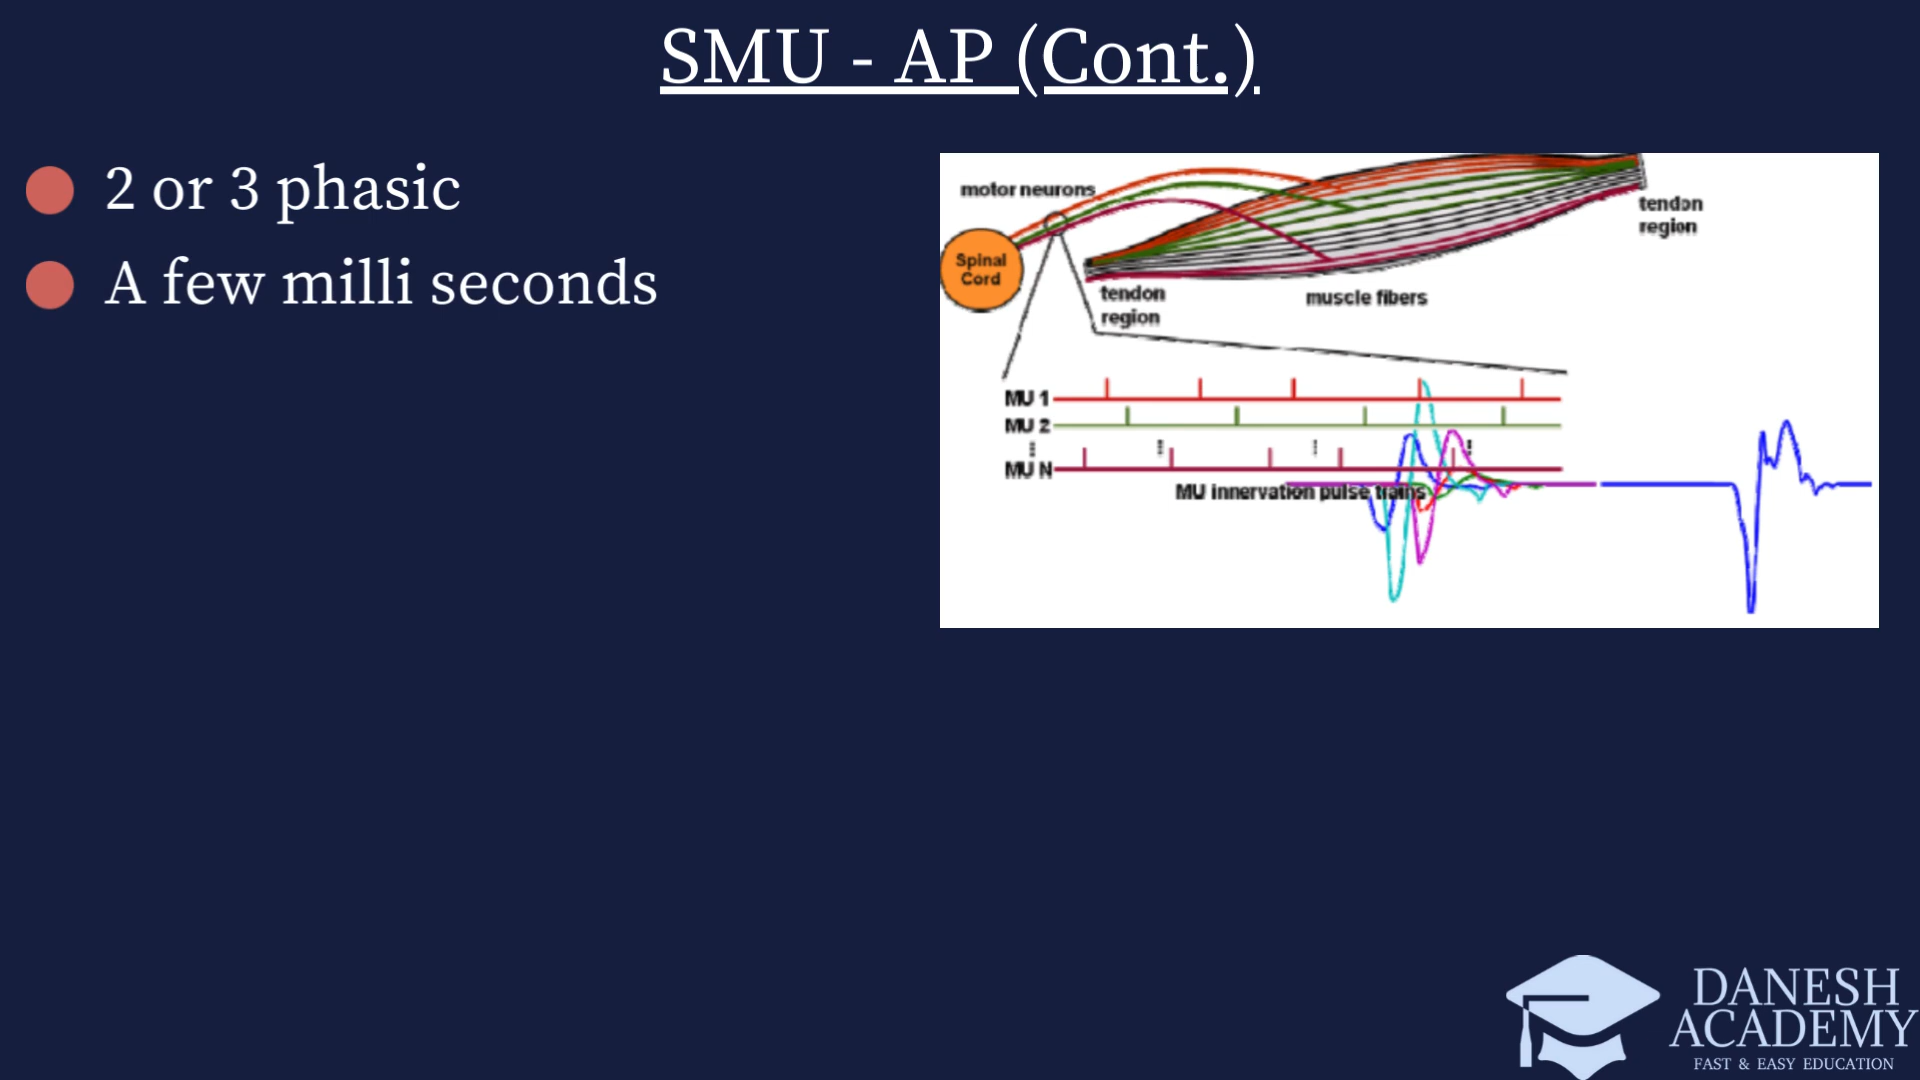 SMU - AP (Cont.)
2 or 3 phasic
A few milli seconds
motor neurons
tendon
region
Spinal
Cord
tendon
region
muscle fibers
MU 1
MU 2
MU N
MU innervation pulse trains
DANESH
ACADEMY
FAST & EASY EDUCATION